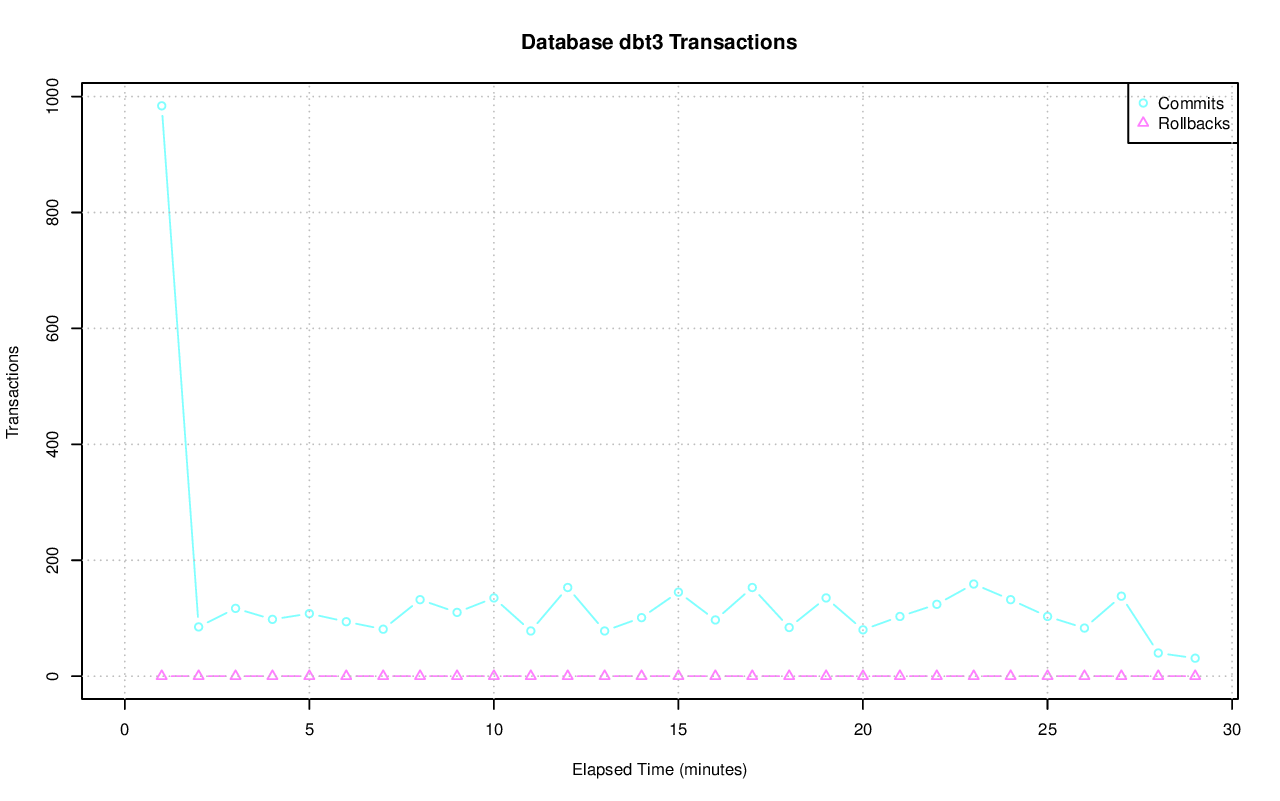 Database dbt3 Transactions
Commits
Rollbacks
Transactions
1000
800
600
400
200
0
0 5 10 15 20 25 30
Elapsed Time (minutes)